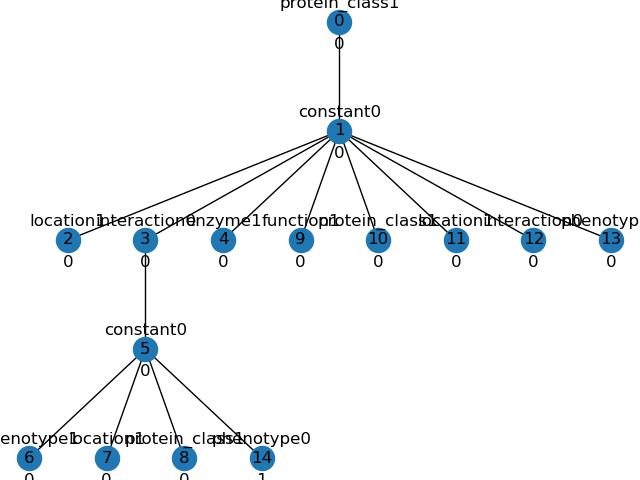 protein_class1
0
0
constant0
1
0
location1 interaction0 enzyme1 function1 protein_class1 location1 interaction0 phenotyp
2 3 4 9 10 11 12 13
0 0 0 0 0 0 0 0
constant0
5
0
enotype1 location1 protein_class1 phenotype0
6 7 8 14
0 0 0 1